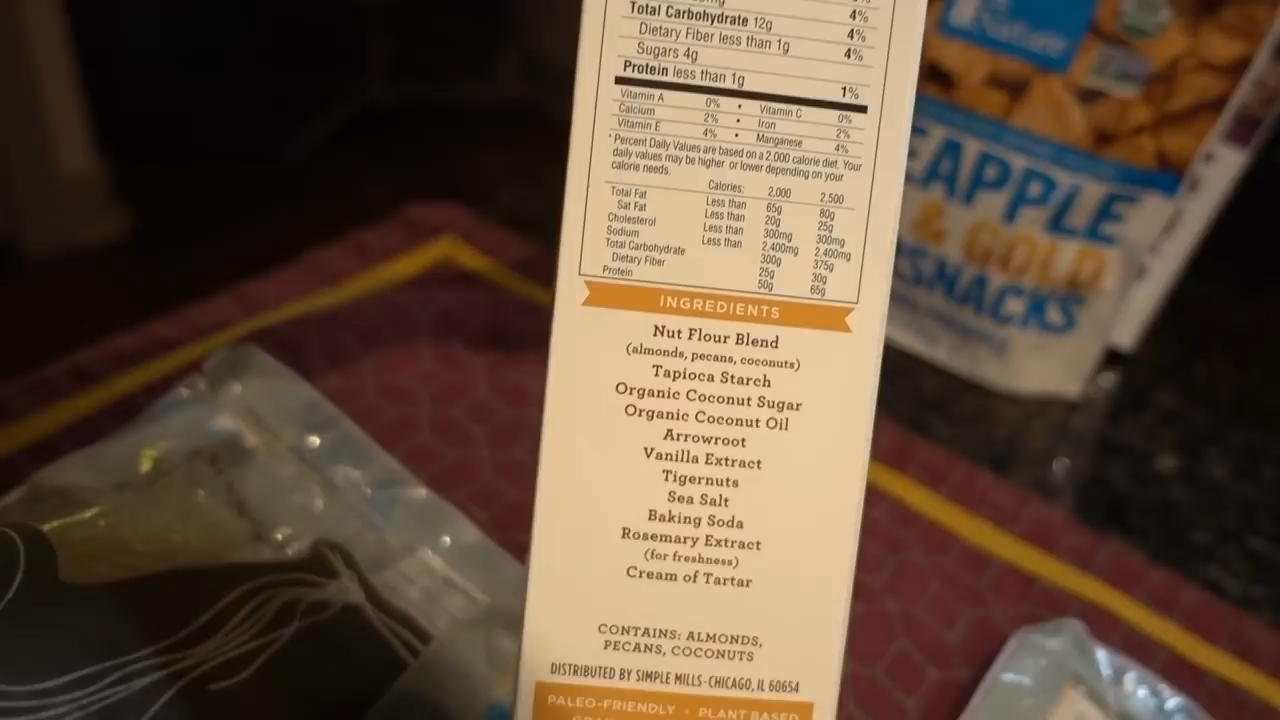 4%
Total Carbohydrate 12g 4%
Dietary Fiber less than 1g 4%
Sugars 4g
Protein less than 1g 1%
Vitamin A 0% • Vitamin C 0%
Calcium 2% • Iron 2%
Vitamin E 4% • Manganese 4%
* Percent Daily Values are based on a 2,000 calorie diet. Your
daily values may be higher or lower depending on your
calorie needs.
Calories: 2,000 2,500
Total Fat Less than 65g 80g
Sat Fat Less than 20g 25g
Cholesterol Less than 300mg 300mg
Sodium Less than 2,400mg 2,400mg
Total Carbohydrate 300g 375g
Dietary Fiber 25g 30g
Protein 50g 65g
INGREDIENTS
Nut Flour Blend
(almonds, pecans, coconuts)
Tapioca Starch
Organic Coconut Sugar
Organic Coconut Oil
Arrowroot
Vanilla Extract
Tigernuts
Sea Salt
Baking Soda
Rosemary Extract
(for freshness)
Cream of Tartar
CONTAINS: ALMONDS,
PECANS, COCONUTS
DISTRIBUTED BY SIMPLE MILLS · CHICAGO, IL 60654
PALEO-FRIENDLY · PLANT BASED
Nature
EAPPLE
& GOLD
SNACKS